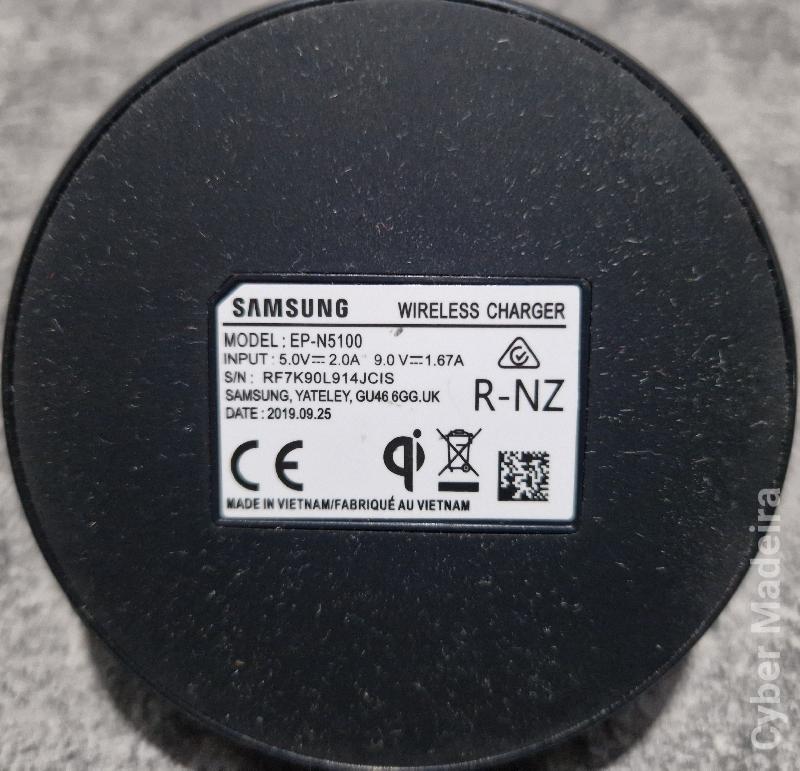 SAMSUNG WIRELESS CHARGER
MODEL : EP-N5100
INPUT : 5.0V⎓2.0A 9.0V⎓1.67A
S/N : RF7K90L914JCIS
SAMSUNG, YATELEY, GU46 6GG.UK
R-NZ
DATE : 2019.09.25
CE qi
MADE IN VIETNAM/FABRIQUÉ AU VIETNAM
Cyber Madeira